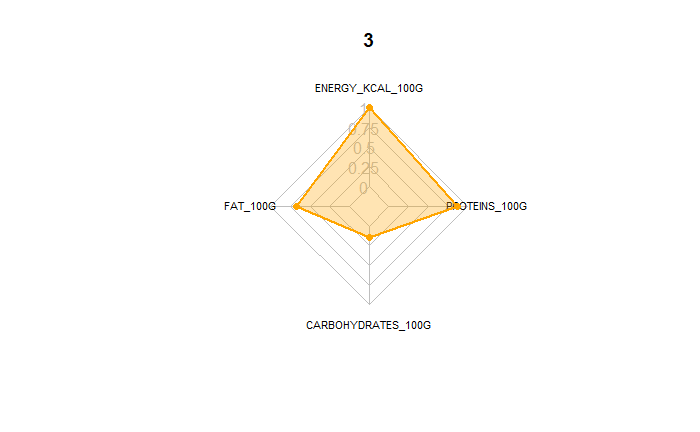 3
ENERGY_KCAL_100G
1
0.75
0.5
0.25
0
FAT_100G
PROTEINS_100G
CARBOHYDRATES_100G